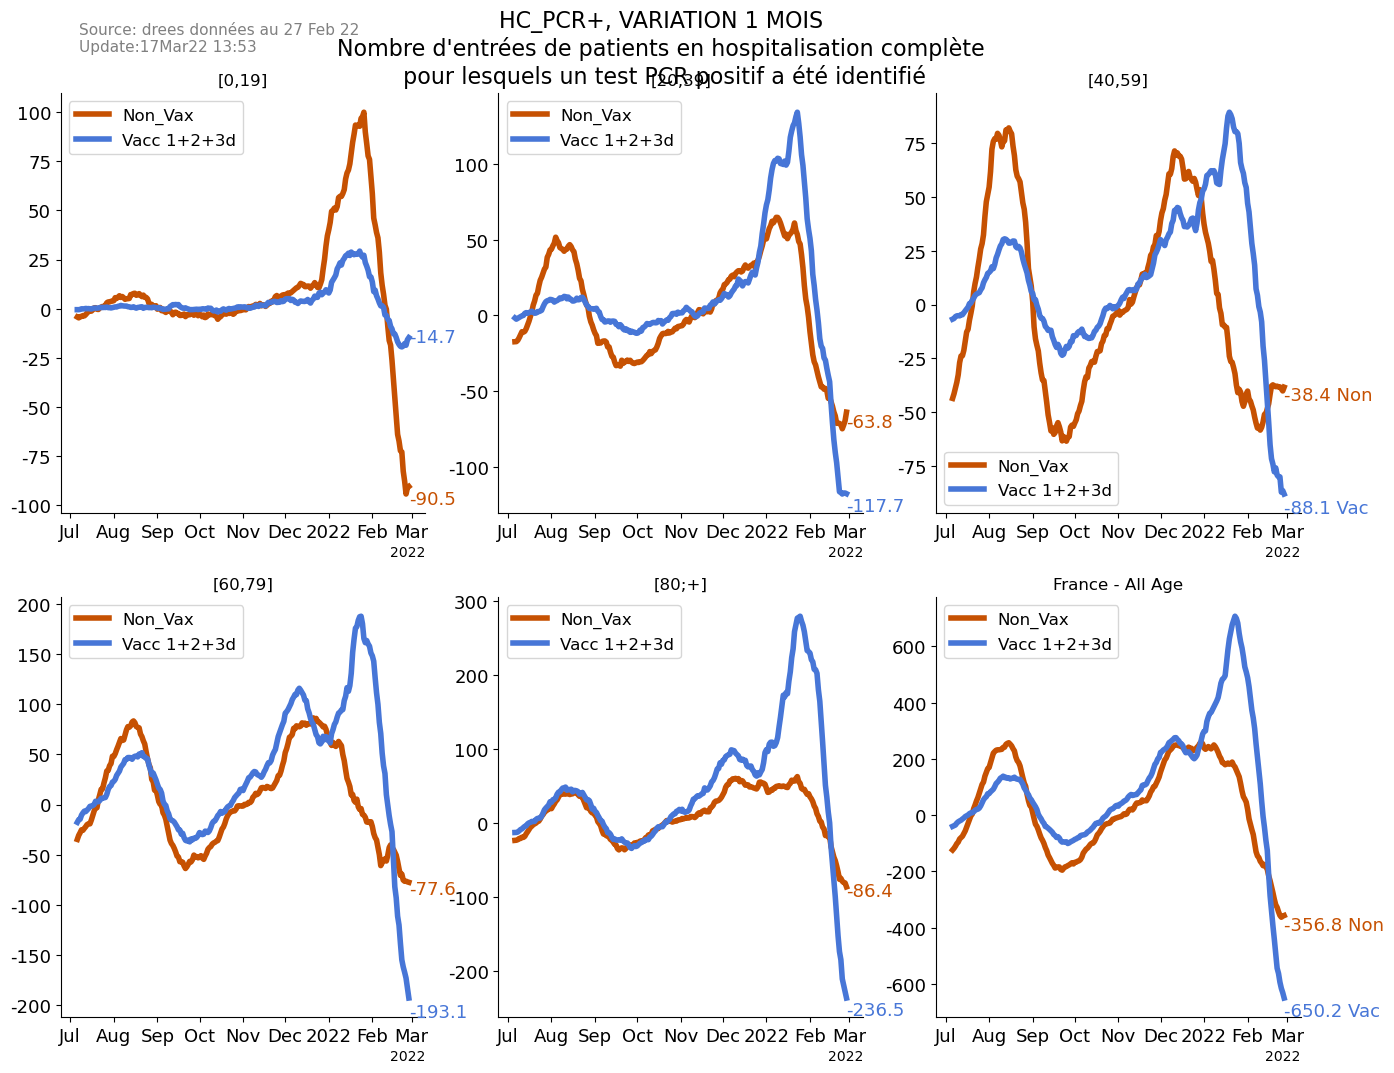 Source: drees données au 27 Feb 22
Update:17Mar22 13:53
HC_PCR+, VARIATION 1 MOIS
Nombre d'entrées de patients en hospitalisation complète
pour lesquels un test PCR positif a été identifié
[0,19]
Non_Vax
Vacc 1+2+3d
100
75
50
25
0
-25
-50
-75
-100
-14.7
-90.5
Jul Aug Sep Oct Nov Dec 2022 Feb Mar
2022
[20,39]
Non_Vax
Vacc 1+2+3d
100
50
0
-50
-100
-63.8
-117.7
Jul Aug Sep Oct Nov Dec 2022 Feb Mar
2022
[40,59]
75
50
25
0
-25
-50
-75
Non_Vax
Vacc 1+2+3d
-38.4 Non
-88.1 Vac
Jul Aug Sep Oct Nov Dec 2022 Feb Mar
2022
[60,79]
Non_Vax
Vacc 1+2+3d
200
150
100
50
0
-50
-100
-150
-200
-77.6
-193.1
Jul Aug Sep Oct Nov Dec 2022 Feb Mar
2022
[80;+]
Non_Vax
Vacc 1+2+3d
300
200
100
0
-100
-200
-86.4
-236.5
Jul Aug Sep Oct Nov Dec 2022 Feb Mar
2022
France - All Age
Non_Vax
Vacc 1+2+3d
600
400
200
0
-200
-400
-600
-356.8 Non
-650.2 Vac
Jul Aug Sep Oct Nov Dec 2022 Feb Mar
2022